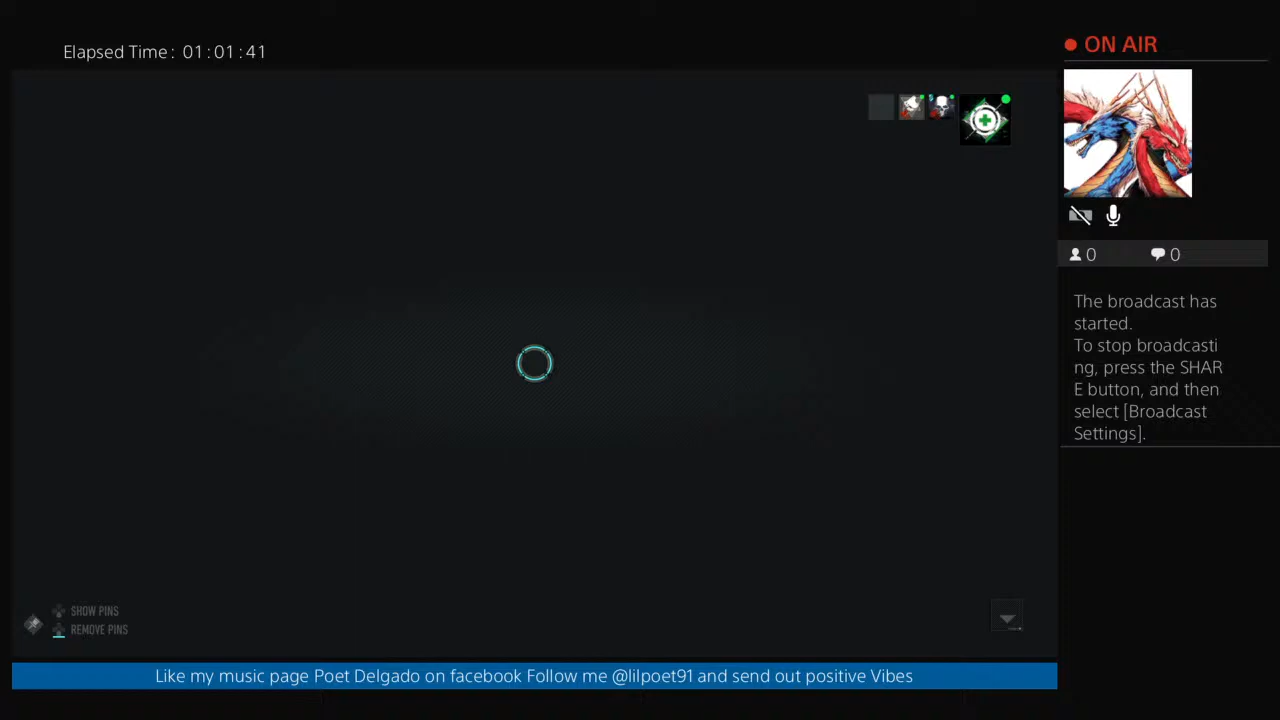 Elapsed Time: 01:01:41
ON AIR
0
0
The broadcast has
started.
To stop broadcasti
ng, press the SHAR
E button, and then
select [Broadcast
Settings].
SHOW PINS
REMOVE PINS
Like my music page Poet Delgado on facebook Follow me @lilpoet91 and send out positive Vibes